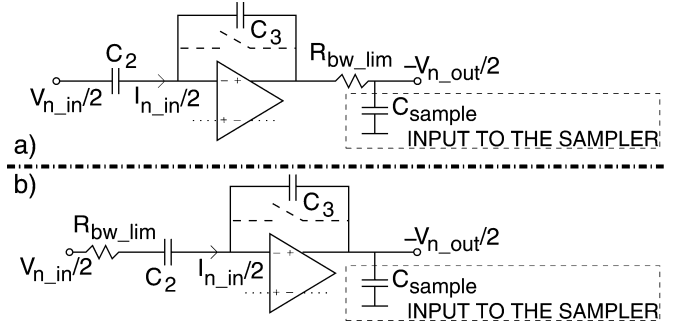 C3
C2
Rbw_lim
–Vn_out/2
Vn_in/2
In_in/2
– +
+ –
Csample
INPUT TO THE SAMPLER
a)
b)
C3
Rbw_lim
–Vn_out/2
Vn_in/2
C2
In_in/2
– +
+ –
Csample
INPUT TO THE SAMPLER